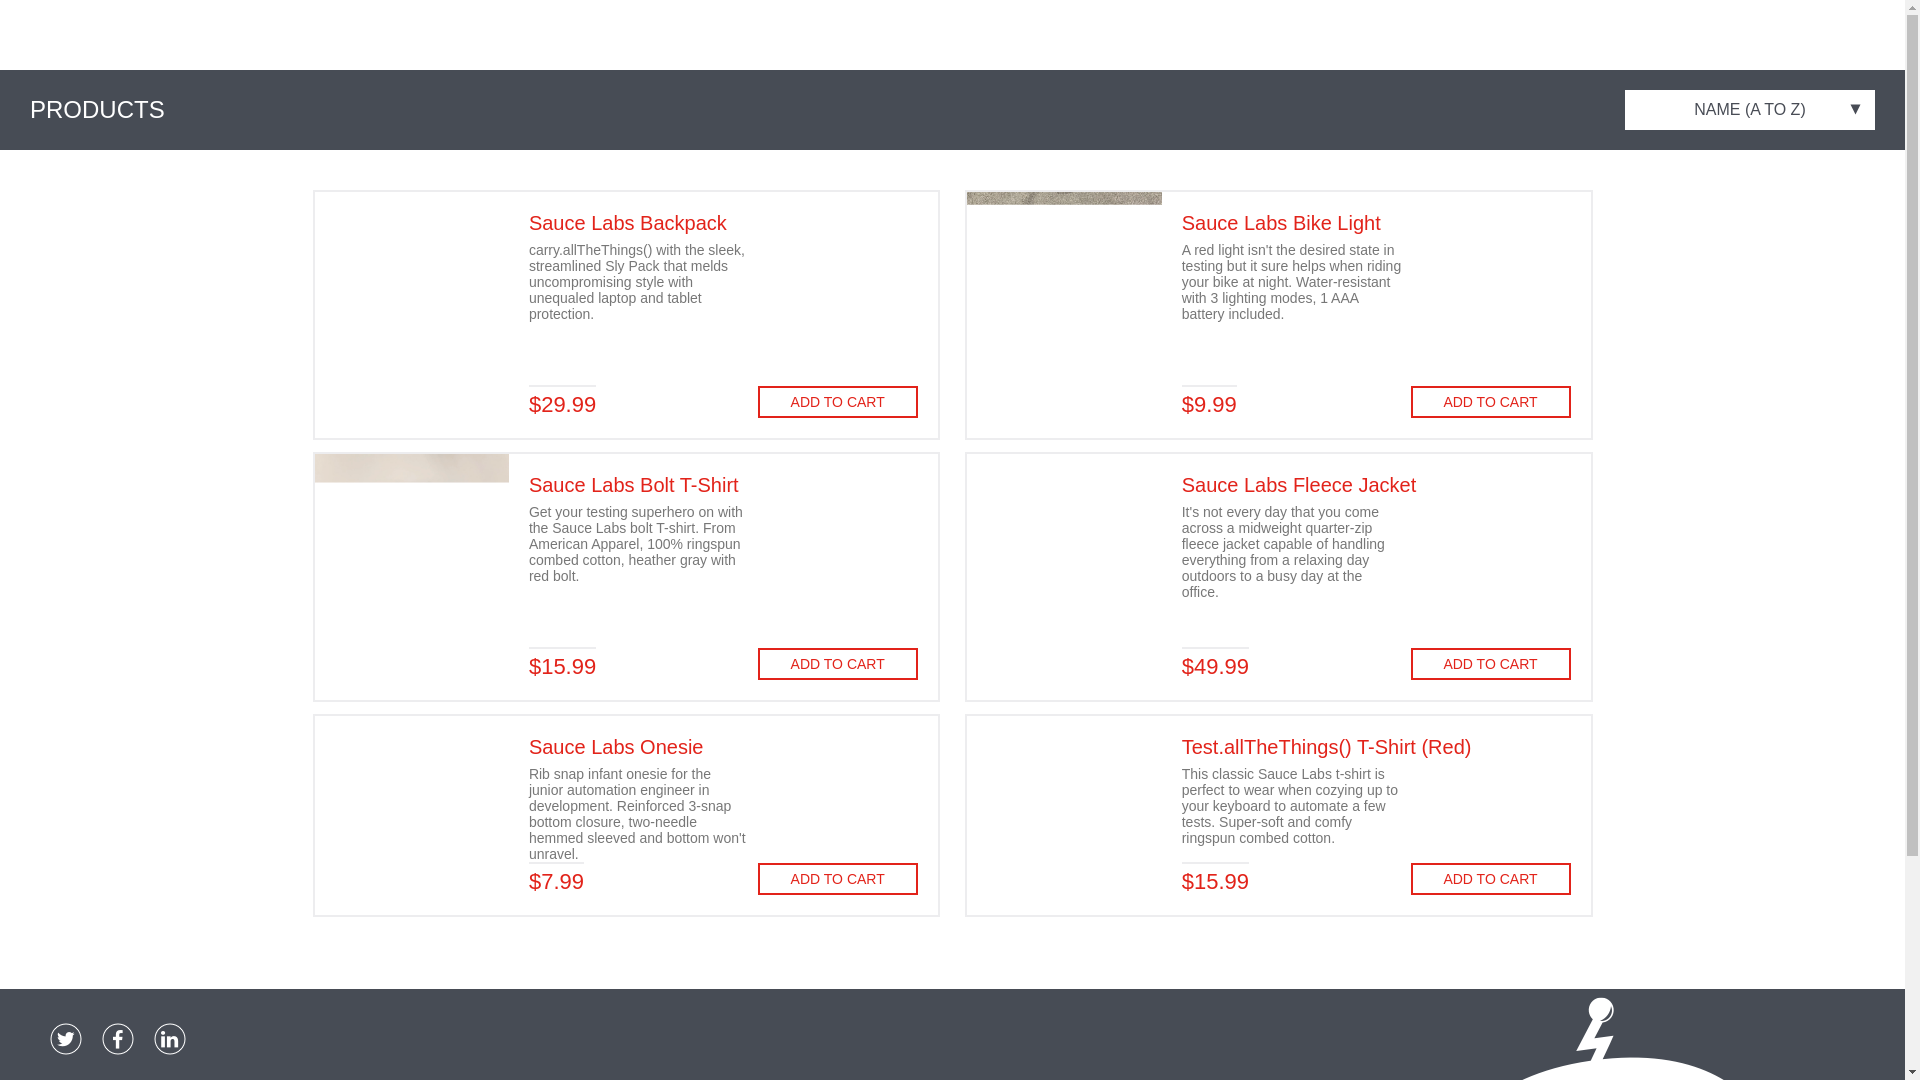 PRODUCTS
NAME (A TO Z)
Sauce Labs Backpack
carry.allTheThings() with the sleek,
streamlined Sly Pack that melds
uncompromising style with
unequaled laptop and tablet
protection.
$29.99
ADD TO CART
Sauce Labs Bike Light
A red light isn't the desired state in
testing but it sure helps when riding
your bike at night. Water-resistant
with 3 lighting modes, 1 AAA
battery included.
$9.99
ADD TO CART
Sauce Labs Bolt T-Shirt
Get your testing superhero on with
the Sauce Labs bolt T-shirt. From
American Apparel, 100% ringspun
combed cotton, heather gray with
red bolt.
$15.99
ADD TO CART
Sauce Labs Fleece Jacket
It's not every day that you come
across a midweight quarter-zip
fleece jacket capable of handling
everything from a relaxing day
outdoors to a busy day at the
office.
$49.99
ADD TO CART
Sauce Labs Onesie
Rib snap infant onesie for the
junior automation engineer in
development. Reinforced 3-snap
bottom closure, two-needle
hemmed sleeved and bottom won't
unravel.
$7.99
ADD TO CART
Test.allTheThings() T-Shirt (Red)
This classic Sauce Labs t-shirt is
perfect to wear when cozying up to
your keyboard to automate a few
tests. Super-soft and comfy
ringspun combed cotton.
$15.99
ADD TO CART